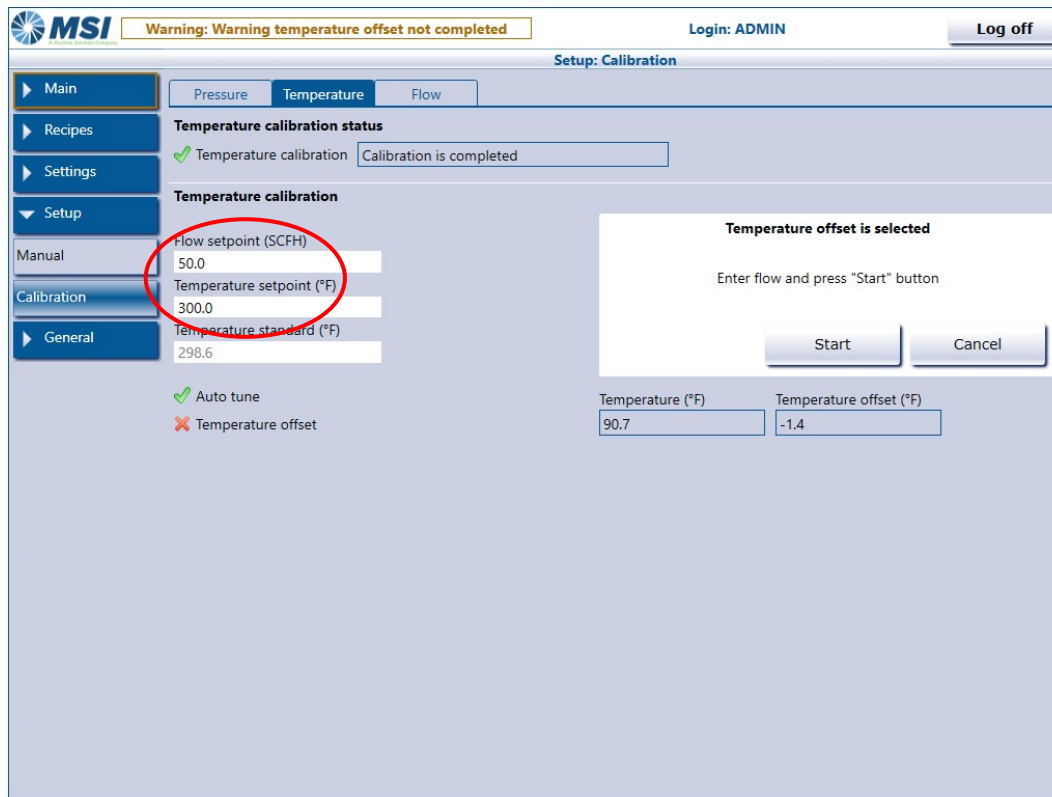 MSI
Warning: Warning temperature offset not completed
Login: ADMIN
Log off
Setup: Calibration
Main
Recipes
Settings
Setup
Manual
Calibration
General
Pressure
Temperature
Flow
Temperature calibration status
Temperature calibration
Calibration is completed
Temperature calibration
Flow setpoint (SCFH)
50.0
Temperature setpoint (°F)
300.0
Temperature standard (°F)
298.6
Auto tune
Temperature offset
Temperature offset is selected
Enter flow and press "Start" button
Start
Cancel
Temperature (°F)
90.7
Temperature offset (°F)
-1.4